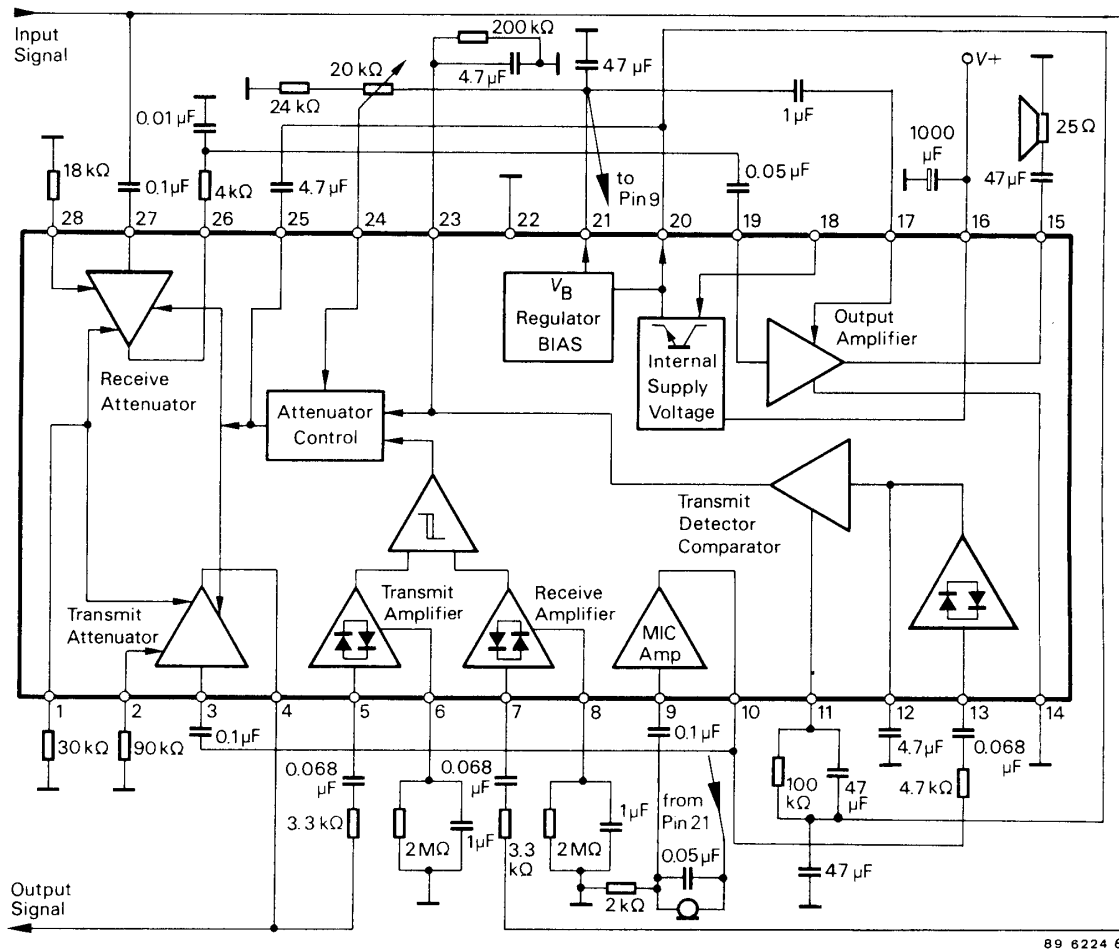 Input
Signal
200 kΩ
4.7 µF
20 kΩ
24 kΩ
47 µF
1 µF
V+
1000
µF
25 Ω
47 µF
0.01 µF
18 kΩ
0.1 µF
4 kΩ
4.7 µF
to
Pin 9
0.05 µF
28 27 26 25 24 23 22 21 20 19 18 17 16 15
VB
Regulator
BIAS
Internal
Supply
Voltage
Output
Amplifier
Receive
Attenuator
Attenuator
Control
Transmit
Detector
Comparator
Transmit
Attenuator
Transmit
Amplifier
Receive
Amplifier
MIC
Amp
1 2 3 4 5 6 7 8 9 10 11 12 13 14
30 kΩ
90 kΩ
0.1 µF
0.068
µF
3.3 kΩ
2 MΩ
1 µF
0.068
µF
3.3
kΩ
2 MΩ
1 µF
0.1 µF
from
Pin 21
0.05 µF
2 kΩ
100
kΩ
47
µF
47 µF
4.7 µF
0.068
µF
4.7 kΩ
Output
Signal
89 6224 6